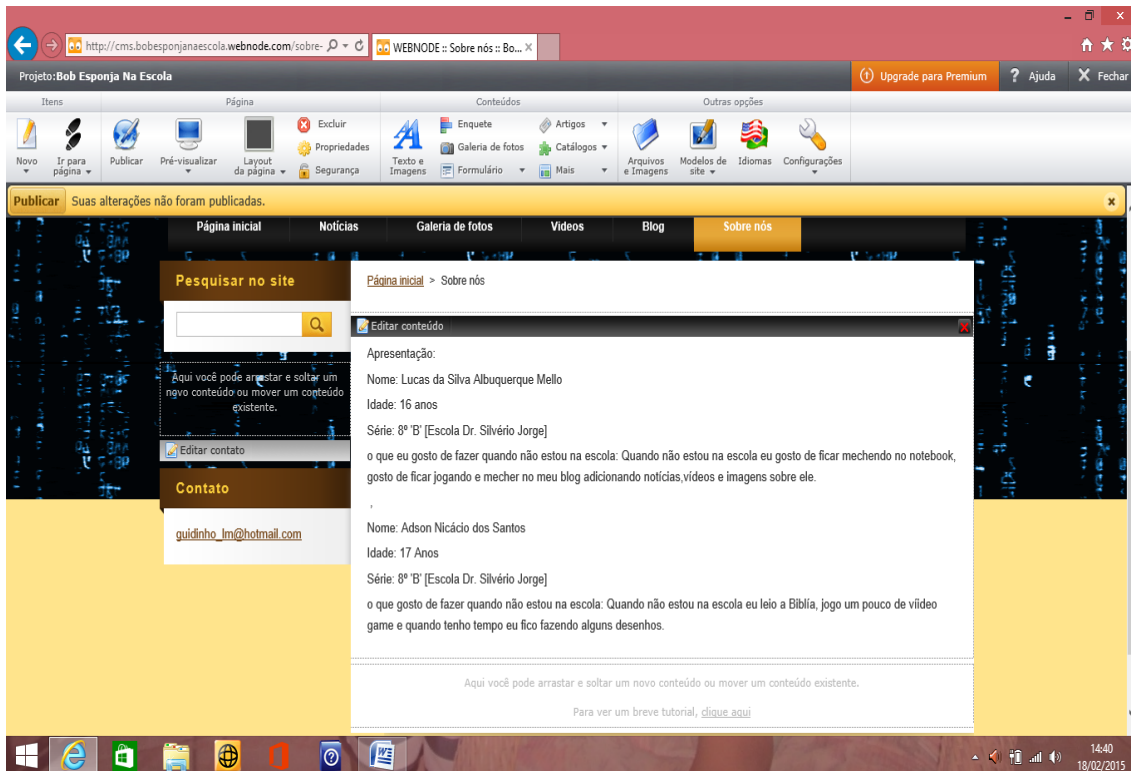 http://cms.bobesponjanaescola.webnode.com/sobre-
WEBNODE :: Sobre nós :: Bo...
Projeto:Bob Esponja Na Escola
Upgrade para Premium
? Ajuda
X Fechar
Itens
Página
Conteúdos
Outras opções
Novo
Ir para página
Publicar
Pré-visualizar
Layout da página
Excluir
Propriedades
Segurança
Texto e Imagens
Enquete
Galeria de fotos
Formulário
Artigos
Catálogos
Mais
Arquivos e Imagens
Modelos de site
Idiomas
Configurações
Publicar Suas alterações não foram publicadas.
Página inicial Notícias Galeria de fotos Videos Blog Sobre nós
Pesquisar no site
Aqui você pode arrastar e soltar um
novo conteúdo ou mover um conteúdo
existente.
Editar contato
Contato
guidinho_lm@hotmail.com
Página inicial > Sobre nós
Editar conteúdo
Apresentação:
Nome: Lucas da Silva Albuquerque Mello
Idade: 16 anos
Série: 8º 'B' [Escola Dr. Silvério Jorge]
o que eu gosto de fazer quando não estou na escola: Quando não estou na escola eu gosto de ficar mechendo no notebook,
gosto de ficar jogando e mecher no meu blog adicionando notícias,vídeos e imagens sobre ele.
,
Nome: Adson Nicácio dos Santos
Idade: 17 Anos
Série: 8º 'B' [Escola Dr. Silvério Jorge]
o que gosto de fazer quando não estou na escola: Quando não estou na escola eu leio a Biblía, jogo um pouco de víideo
game e quando tenho tempo eu fico fazendo alguns desenhos.
Aqui você pode arrastar e soltar um novo conteúdo ou mover um conteúdo existente.
Para ver um breve tutorial, clique aqui
14:40
18/02/2015